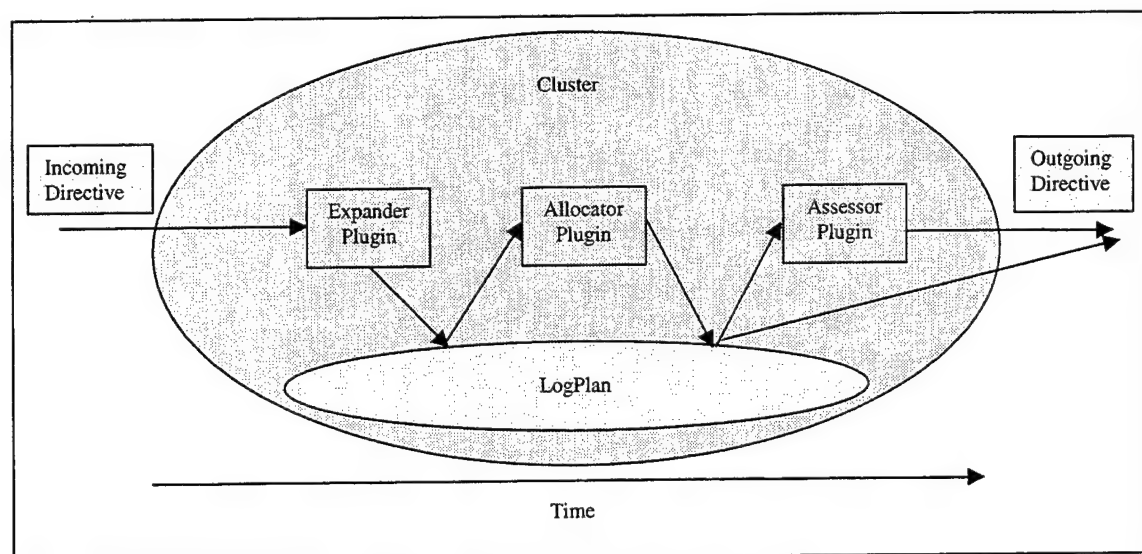 Cluster
Incoming
Directive
Outgoing
Directive
Expander
Plugin
Allocator
Plugin
Assessor
Plugin
LogPlan
Time